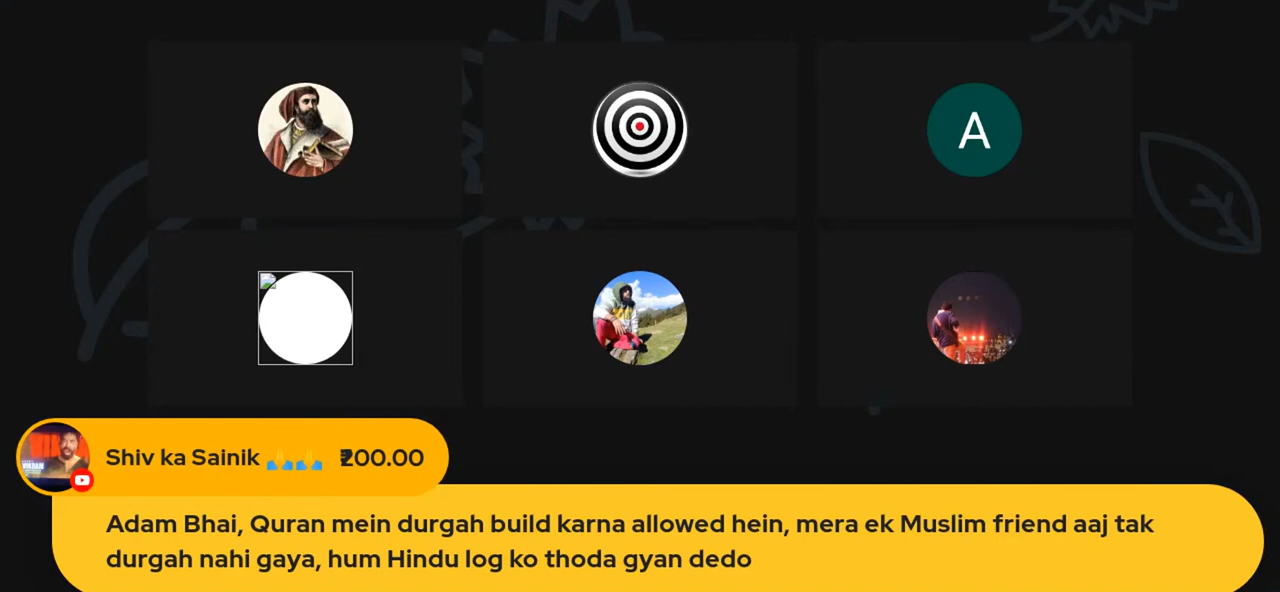 A
Shiv ka Sainik 🙏🙏 ₹200.00
Adam Bhai, Quran mein durgah build karna allowed hein, mera ek Muslim friend aaj tak
durgah nahi gaya, hum Hindu log ko thoda gyan dedo